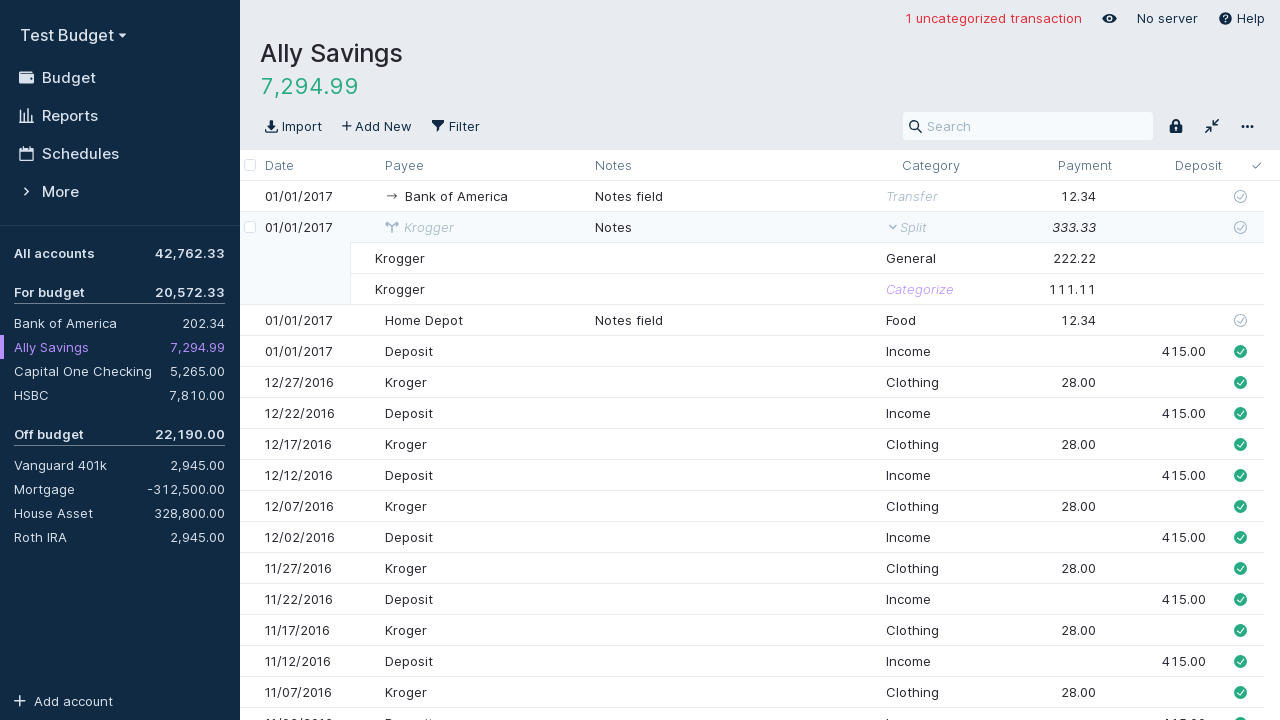 Test Budget
Budget
Reports
Schedules
More
All accounts 42,762.33
For budget 20,572.33
Bank of America 202.34
Ally Savings 7,294.99
Capital One Checking 5,265.00
HSBC 7,810.00
Off budget 22,190.00
Vanguard 401k 2,945.00
Mortgage -312,500.00
House Asset 328,800.00
Roth IRA 2,945.00
Add account
1 uncategorized transaction No server Help
Ally Savings
7,294.99
Import Add New Filter Search
Date Payee Notes Category Payment Deposit
01/01/2017 Bank of America Notes field Transfer 12.34
01/01/2017 Krogger Notes Split 333.33
Krogger General 222.22
Krogger Categorize 111.11
01/01/2017 Home Depot Notes field Food 12.34
01/01/2017 Deposit Income 415.00
12/27/2016 Kroger Clothing 28.00
12/22/2016 Deposit Income 415.00
12/17/2016 Kroger Clothing 28.00
12/12/2016 Deposit Income 415.00
12/07/2016 Kroger Clothing 28.00
12/02/2016 Deposit Income 415.00
11/27/2016 Kroger Clothing 28.00
11/22/2016 Deposit Income 415.00
11/17/2016 Kroger Clothing 28.00
11/12/2016 Deposit Income 415.00
11/07/2016 Kroger Clothing 28.00